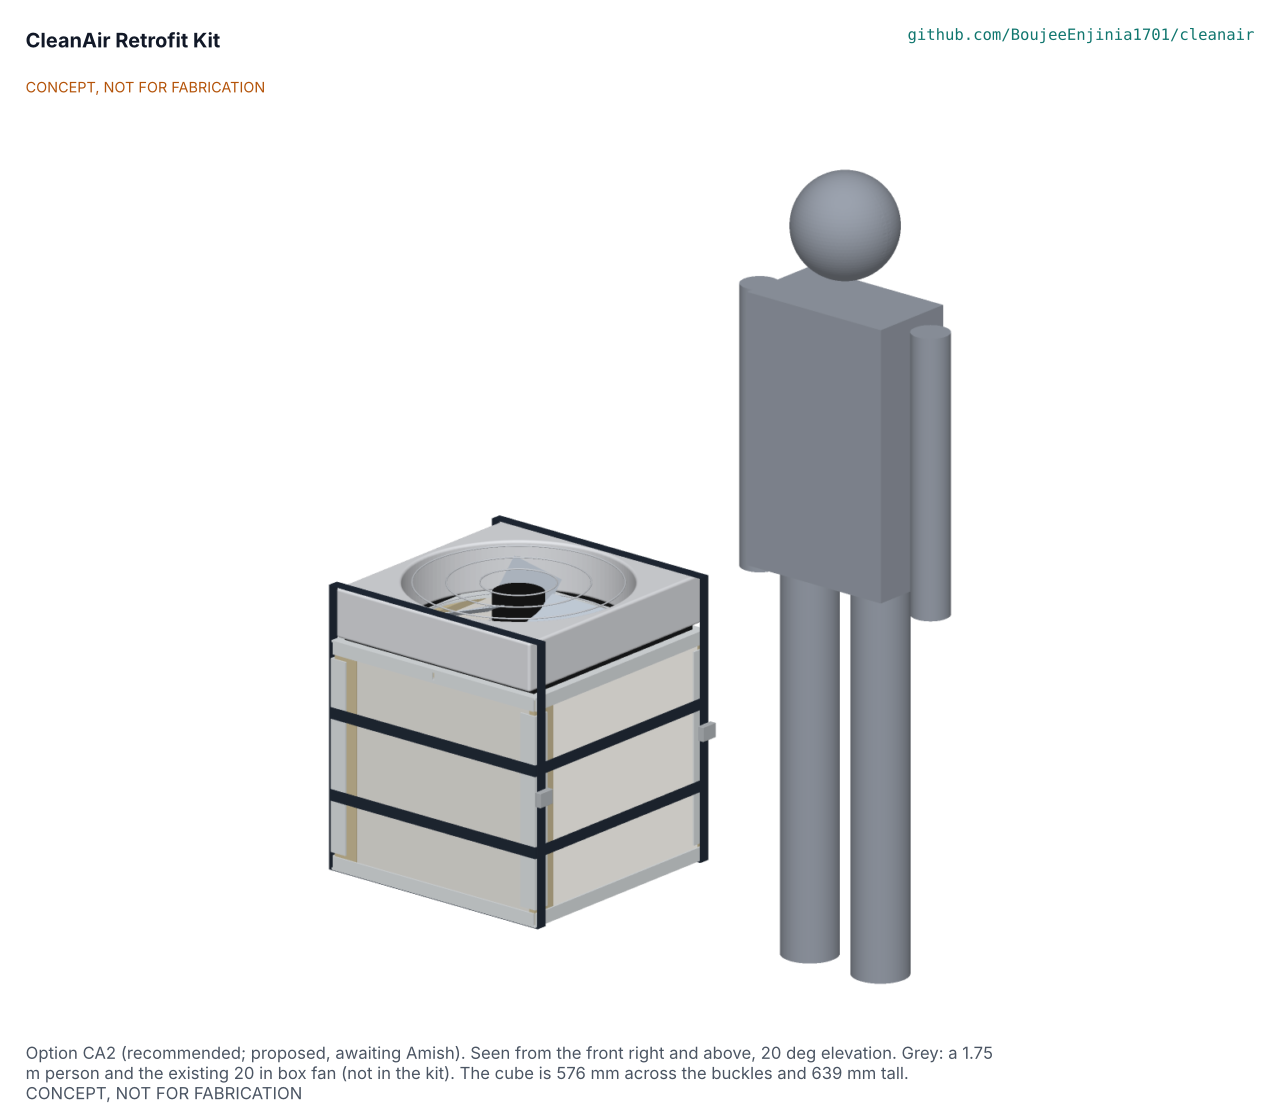 CleanAir Retrofit Kit
github.com/BoujeeEnjinia1701/cleanair
CONCEPT, NOT FOR FABRICATION
Option CA2 (recommended; proposed, awaiting Amish). Seen from the front right and above, 20 deg elevation. Grey: a 1.75
m person and the existing 20 in box fan (not in the kit). The cube is 576 mm across the buckles and 639 mm tall.
CONCEPT, NOT FOR FABRICATION